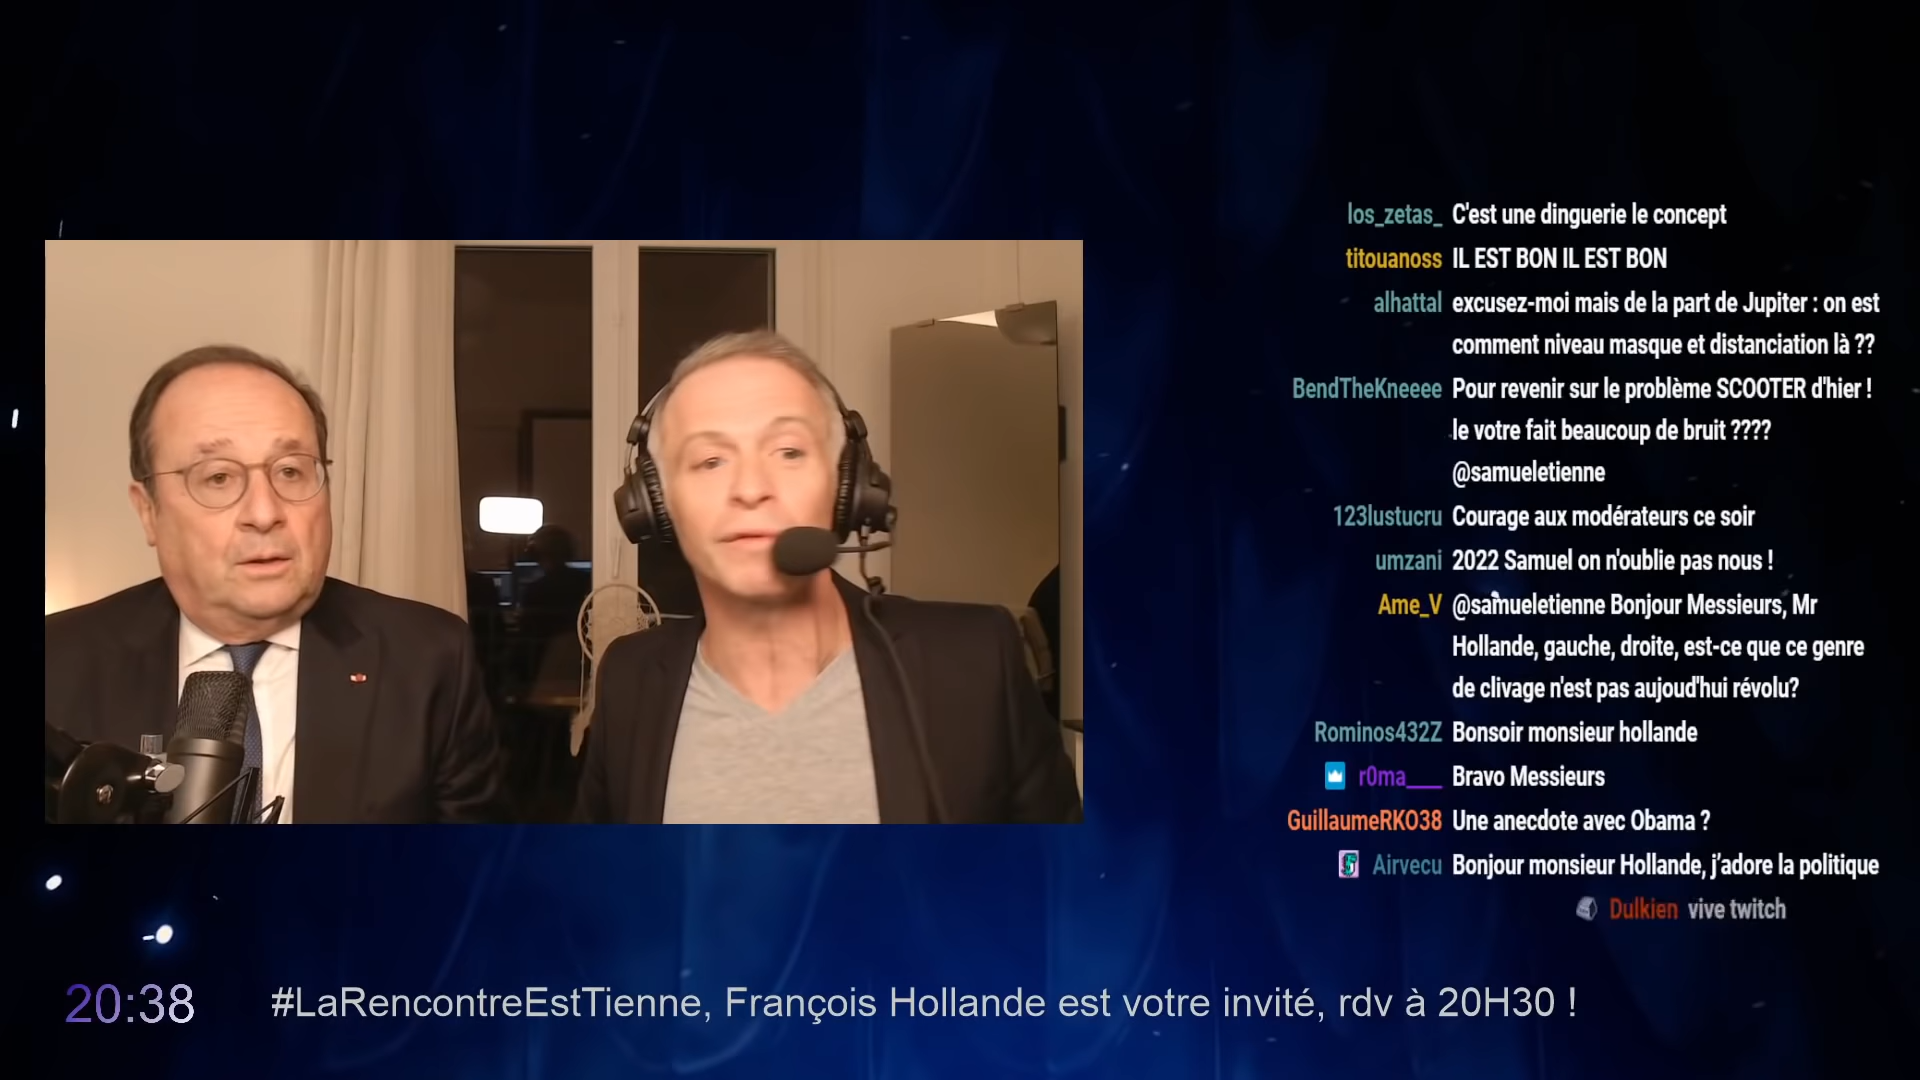 los_zetas_ C'est une dinguerie le concept
titouanoss IL EST BON IL EST BON
alhattal excusez-moi mais de la part de Jupiter : on est
comment niveau masque et distanciation là ??
BendTheKneeee Pour revenir sur le problème SCOOTER d'hier !
le votre fait beaucoup de bruit ????
@samueletienne
123lustucru Courage aux modérateurs ce soir
umzani 2022 Samuel on n'oublie pas nous !
Ame_V @samueletienne Bonjour Messieurs, Mr
Hollande, gauche, droite, est-ce que ce genre
de clivage n'est pas aujourd'hui révolu?
Rominos432Z Bonsoir monsieur hollande
r0ma___ Bravo Messieurs
GuillaumeRKO38 Une anecdote avec Obama ?
Airvecu Bonjour monsieur Hollande, j’adore la politique
Dulkien vive twitch
20:38 #LaRencontreEstTienne, François Hollande est votre invité, rdv à 20H30 !